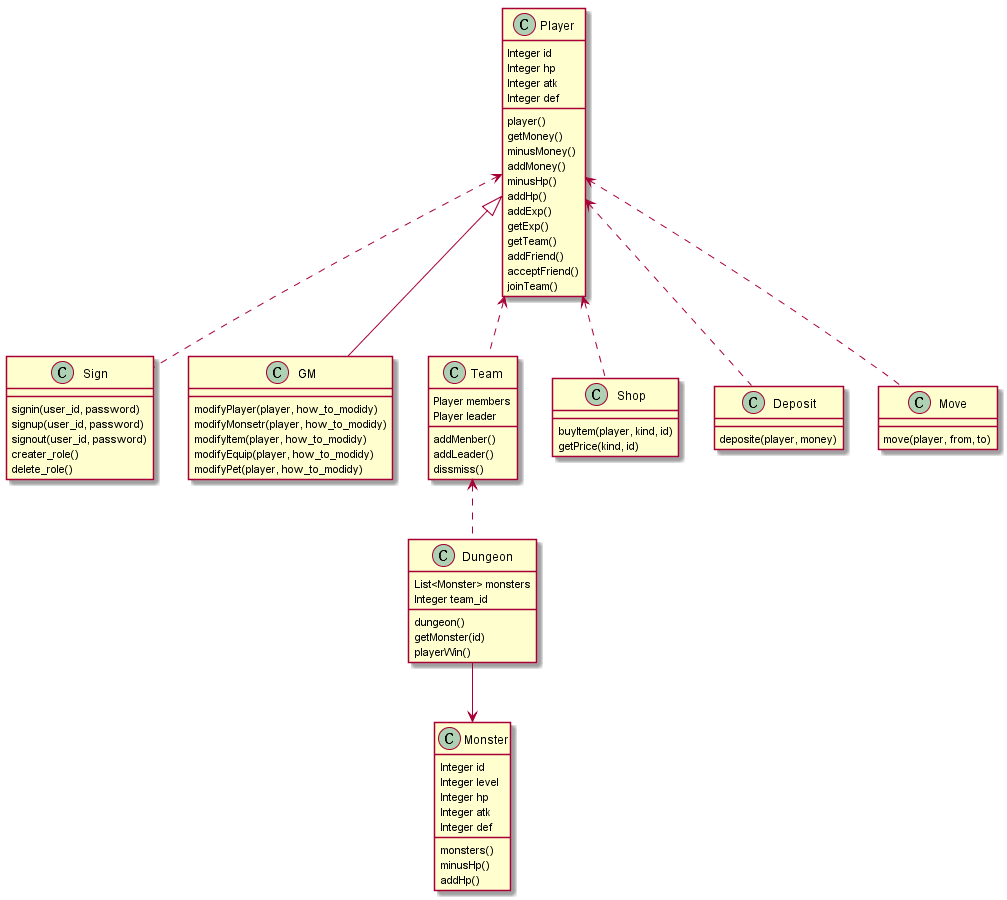 C Player
Integer id
Integer hp
Integer atk
Integer def
player()
getMoney()
minusMoney()
addMoney()
minusHp()
addHp()
addExp()
getExp()
getTeam()
addFriend()
acceptFriend()
joinTeam()
C Sign
signin(user_id, password)
signup(user_id, password)
signout(user_id, password)
creater_role()
delete_role()
C GM
modifyPlayer(player, how_to_modidy)
modifyMonsetr(player, how_to_modidy)
modifyItem(player, how_to_modidy)
modifyEquip(player, how_to_modidy)
modifyPet(player, how_to_modidy)
C Team
Player members
Player leader
addMenber()
addLeader()
dissmiss()
C Shop
buyItem(player, kind, id)
getPrice(kind, id)
C Deposit
deposite(player, money)
C Move
move(player, from, to)
C Dungeon
List<Monster> monsters
Integer team_id
dungeon()
getMonster(id)
playerWin()
C Monster
Integer id
Integer level
Integer hp
Integer atk
Integer def
monsters()
minusHp()
addHp()